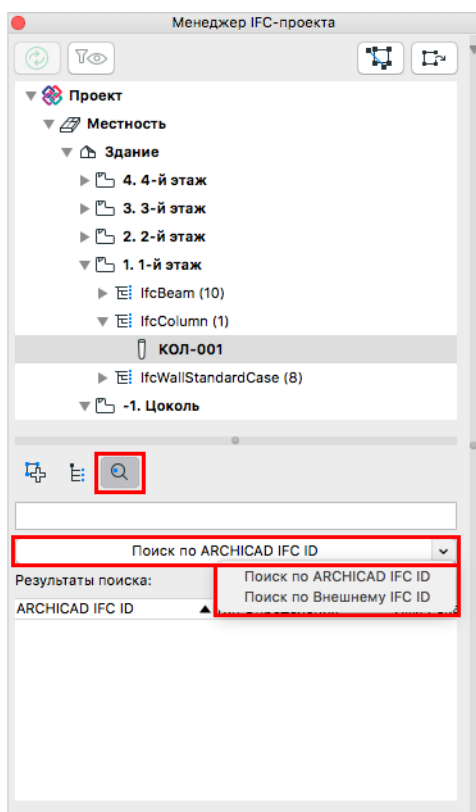 Менеджер IFC-проекта
Проект
Местность
Здание
4. 4-й этаж
3. 3-й этаж
2. 2-й этаж
1. 1-й этаж
IfcBeam (10)
IfcColumn (1)
КОЛ-001
IfcWallStandardCase (8)
-1. Цоколь
Поиск по ARCHICAD IFC ID
Поиск по ARCHICAD IFC ID
Результаты поиска:
Поиск по Внешнему IFC ID
ARCHICAD IFC ID